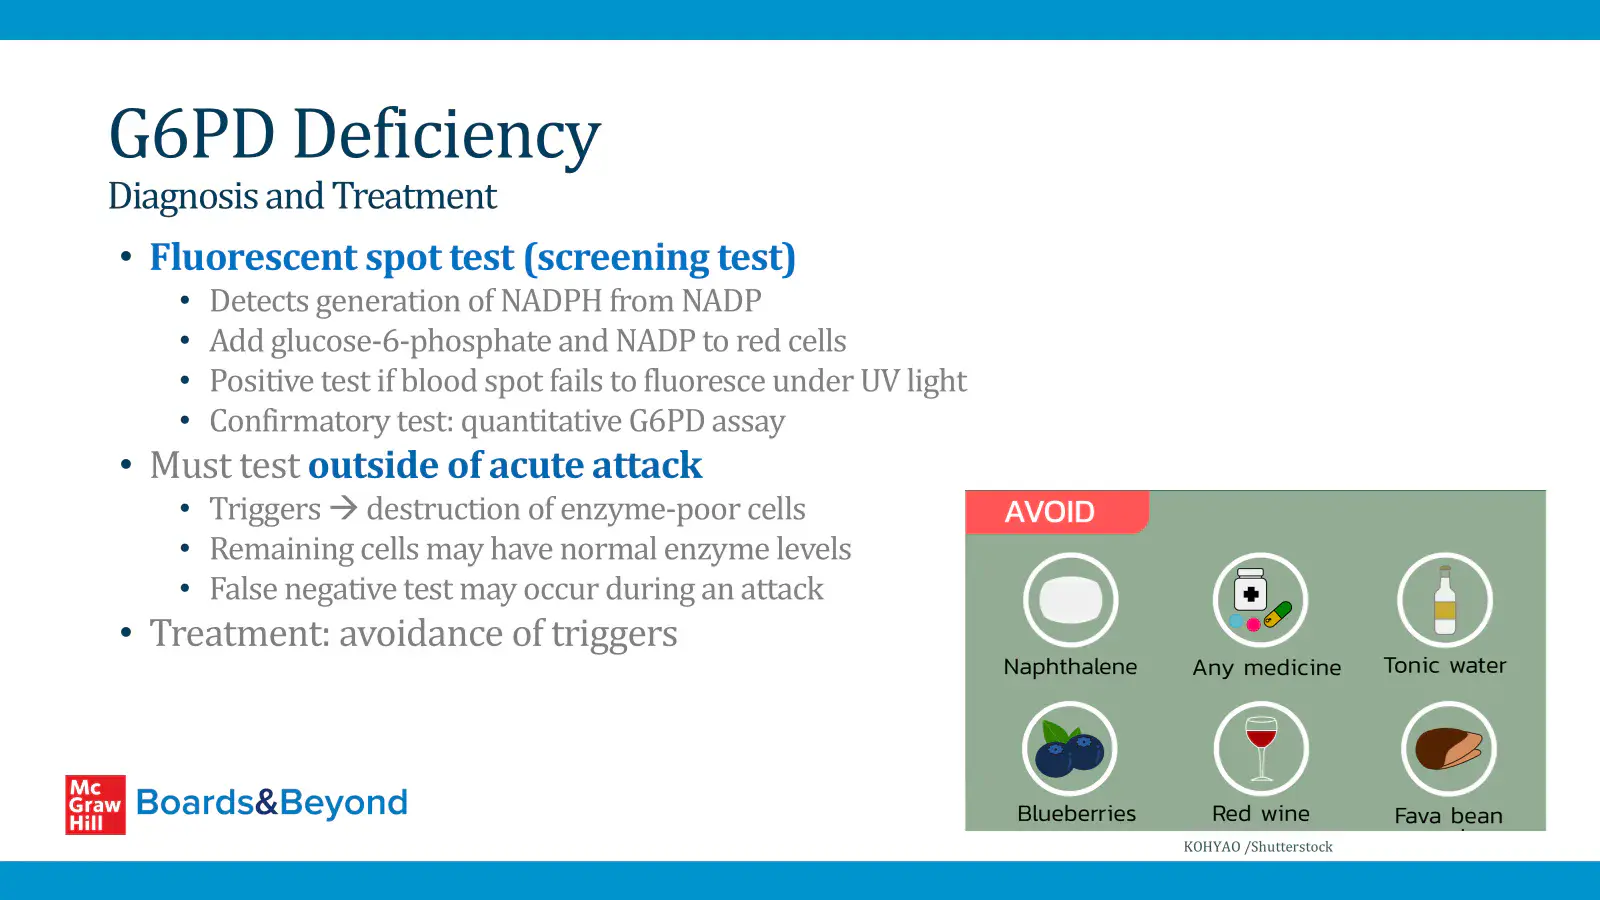 G6PD Deficiency
Diagnosis and Treatment
• Fluorescent spot test (screening test)
• Detects generation of NADPH from NADP
• Add glucose-6-phosphate and NADP to red cells
• Positive test if blood spot fails to fluoresce under UV light
• Confirmatory test: quantitative G6PD assay
• Must test outside of acute attack
• Triggers → destruction of enzyme-poor cells
• Remaining cells may have normal enzyme levels
• False negative test may occur during an attack
• Treatment: avoidance of triggers
AVOID
Naphthalene
Any medicine
Tonic water
Blueberries
Red wine
Fava bean
KOHYAO /Shutterstock
Mc
Graw
Hill
Boards&Beyond